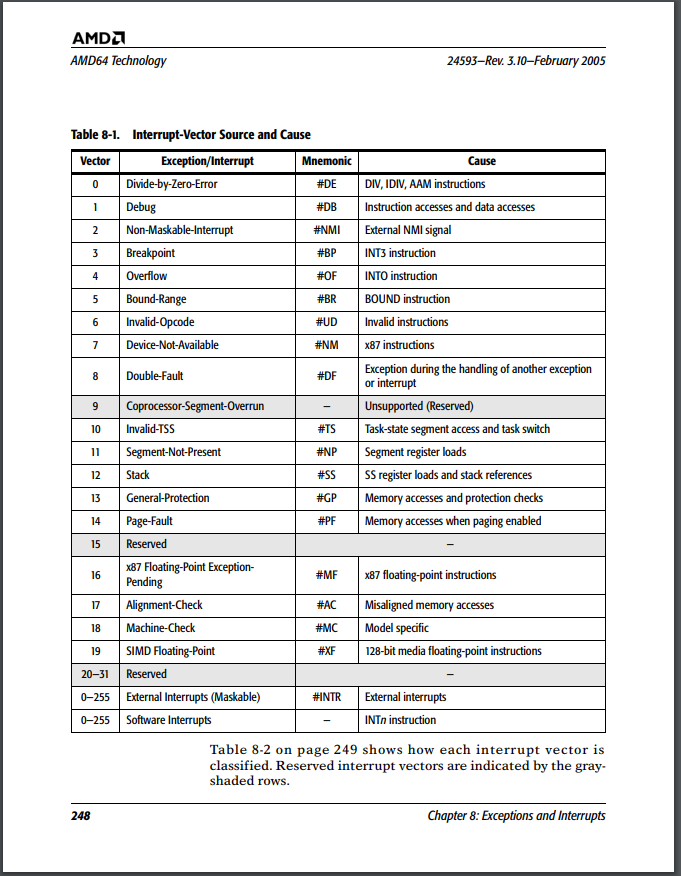 AMD
AMD64 Technology 24593—Rev. 3.10—February 2005
Table 8-1. Interrupt-Vector Source and Cause
Vector Exception/Interrupt Mnemonic Cause
0 Divide-by-Zero-Error #DE DIV, IDIV, AAM instructions
1 Debug #DB Instruction accesses and data accesses
2 Non-Maskable-Interrupt #NMI External NMI signal
3 Breakpoint #BP INT3 instruction
4 Overflow #OF INTO instruction
5 Bound-Range #BR BOUND instruction
6 Invalid-Opcode #UD Invalid instructions
7 Device-Not-Available #NM x87 instructions
8 Double-Fault #DF Exception during the handling of another exception
or interrupt
9 Coprocessor-Segment-Overrun — Unsupported (Reserved)
10 Invalid-TSS #TS Task-state segment access and task switch
11 Segment-Not-Present #NP Segment register loads
12 Stack #SS SS register loads and stack references
13 General-Protection #GP Memory accesses and protection checks
14 Page-Fault #PF Memory accesses when paging enabled
15 Reserved —
16 x87 Floating-Point Exception-
Pending #MF x87 floating-point instructions
17 Alignment-Check #AC Misaligned memory accesses
18 Machine-Check #MC Model specific
19 SIMD Floating-Point #XF 128-bit media floating-point instructions
20—31 Reserved —
0—255 External Interrupts (Maskable) #INTR External interrupts
0—255 Software Interrupts — INTn instruction
Table 8-2 on page 249 shows how each interrupt vector is
classified. Reserved interrupt vectors are indicated by the gray-
shaded rows.
248 Chapter 8: Exceptions and Interrupts